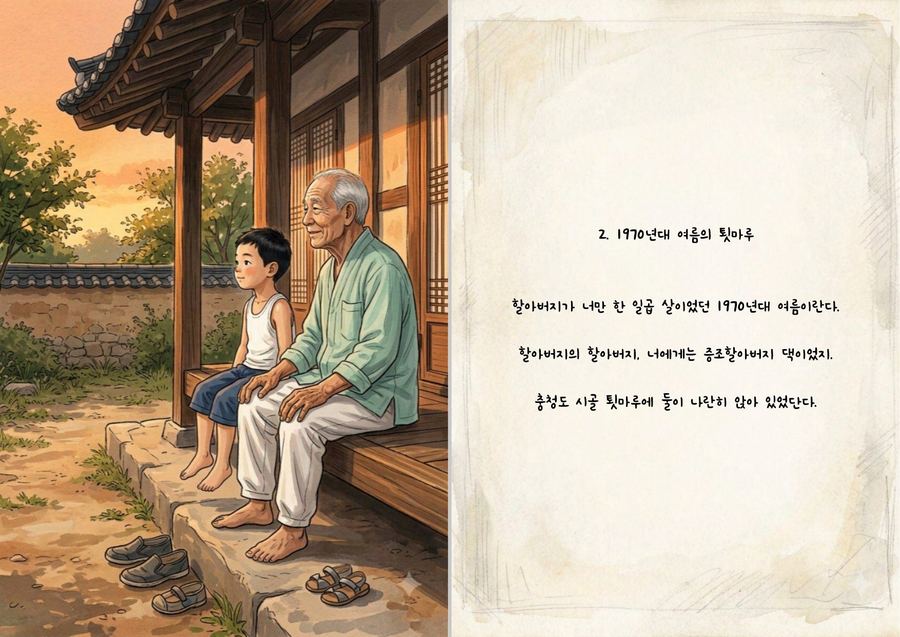 2. 1970년대 여름의 툇마루
할아버지가 너만 한 일곱 살이었던 1970년대 여름이란다.
할아버지의 할아버지, 너에게는 증조할아버지 댁이었지.
충청도 시골 툇마루에 둘이 나란히 앉아 있었단다.